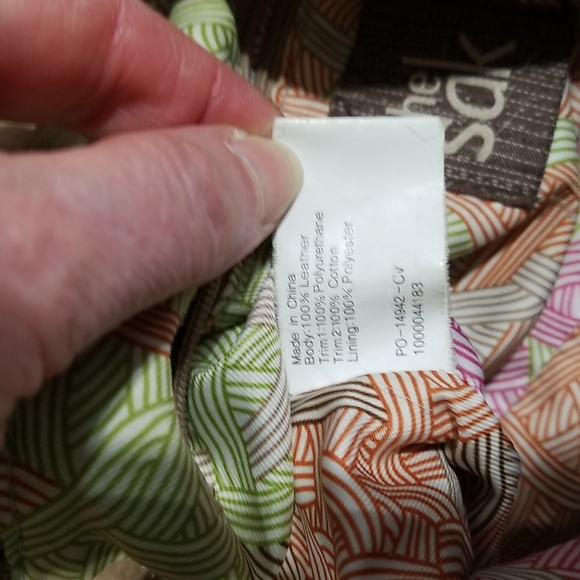 the
sak
Made in China
Body:100% Leather
Trim1:100% Polyurethane
Trim2:100% Cotton
Lining:100% Polyester
PO-14942-CV
1000044183